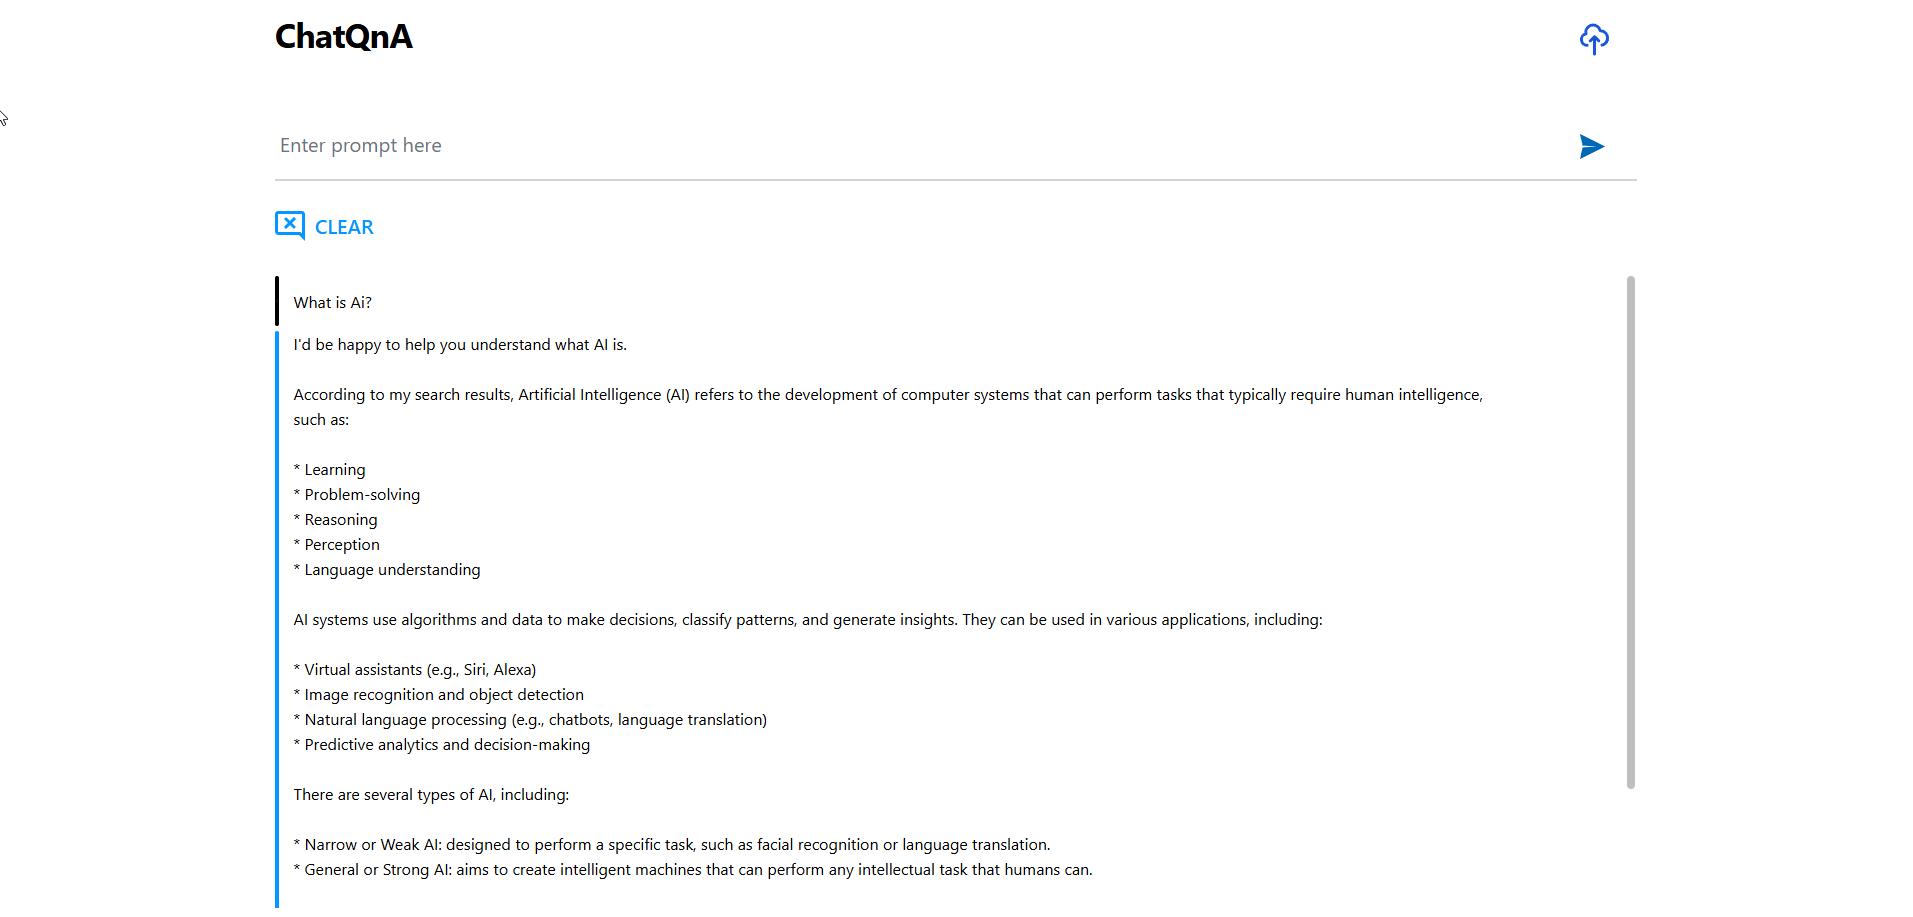 ChatQnA
Enter prompt here
CLEAR
What is Ai?
I'd be happy to help you understand what AI is.
According to my search results, Artificial Intelligence (AI) refers to the development of computer systems that can perform tasks that typically require human intelligence,
such as:
* Learning
* Problem-solving
* Reasoning
* Perception
* Language understanding
AI systems use algorithms and data to make decisions, classify patterns, and generate insights. They can be used in various applications, including:
* Virtual assistants (e.g., Siri, Alexa)
* Image recognition and object detection
* Natural language processing (e.g., chatbots, language translation)
* Predictive analytics and decision-making
There are several types of AI, including:
* Narrow or Weak AI: designed to perform a specific task, such as facial recognition or language translation.
* General or Strong AI: aims to create intelligent machines that can perform any intellectual task that humans can.